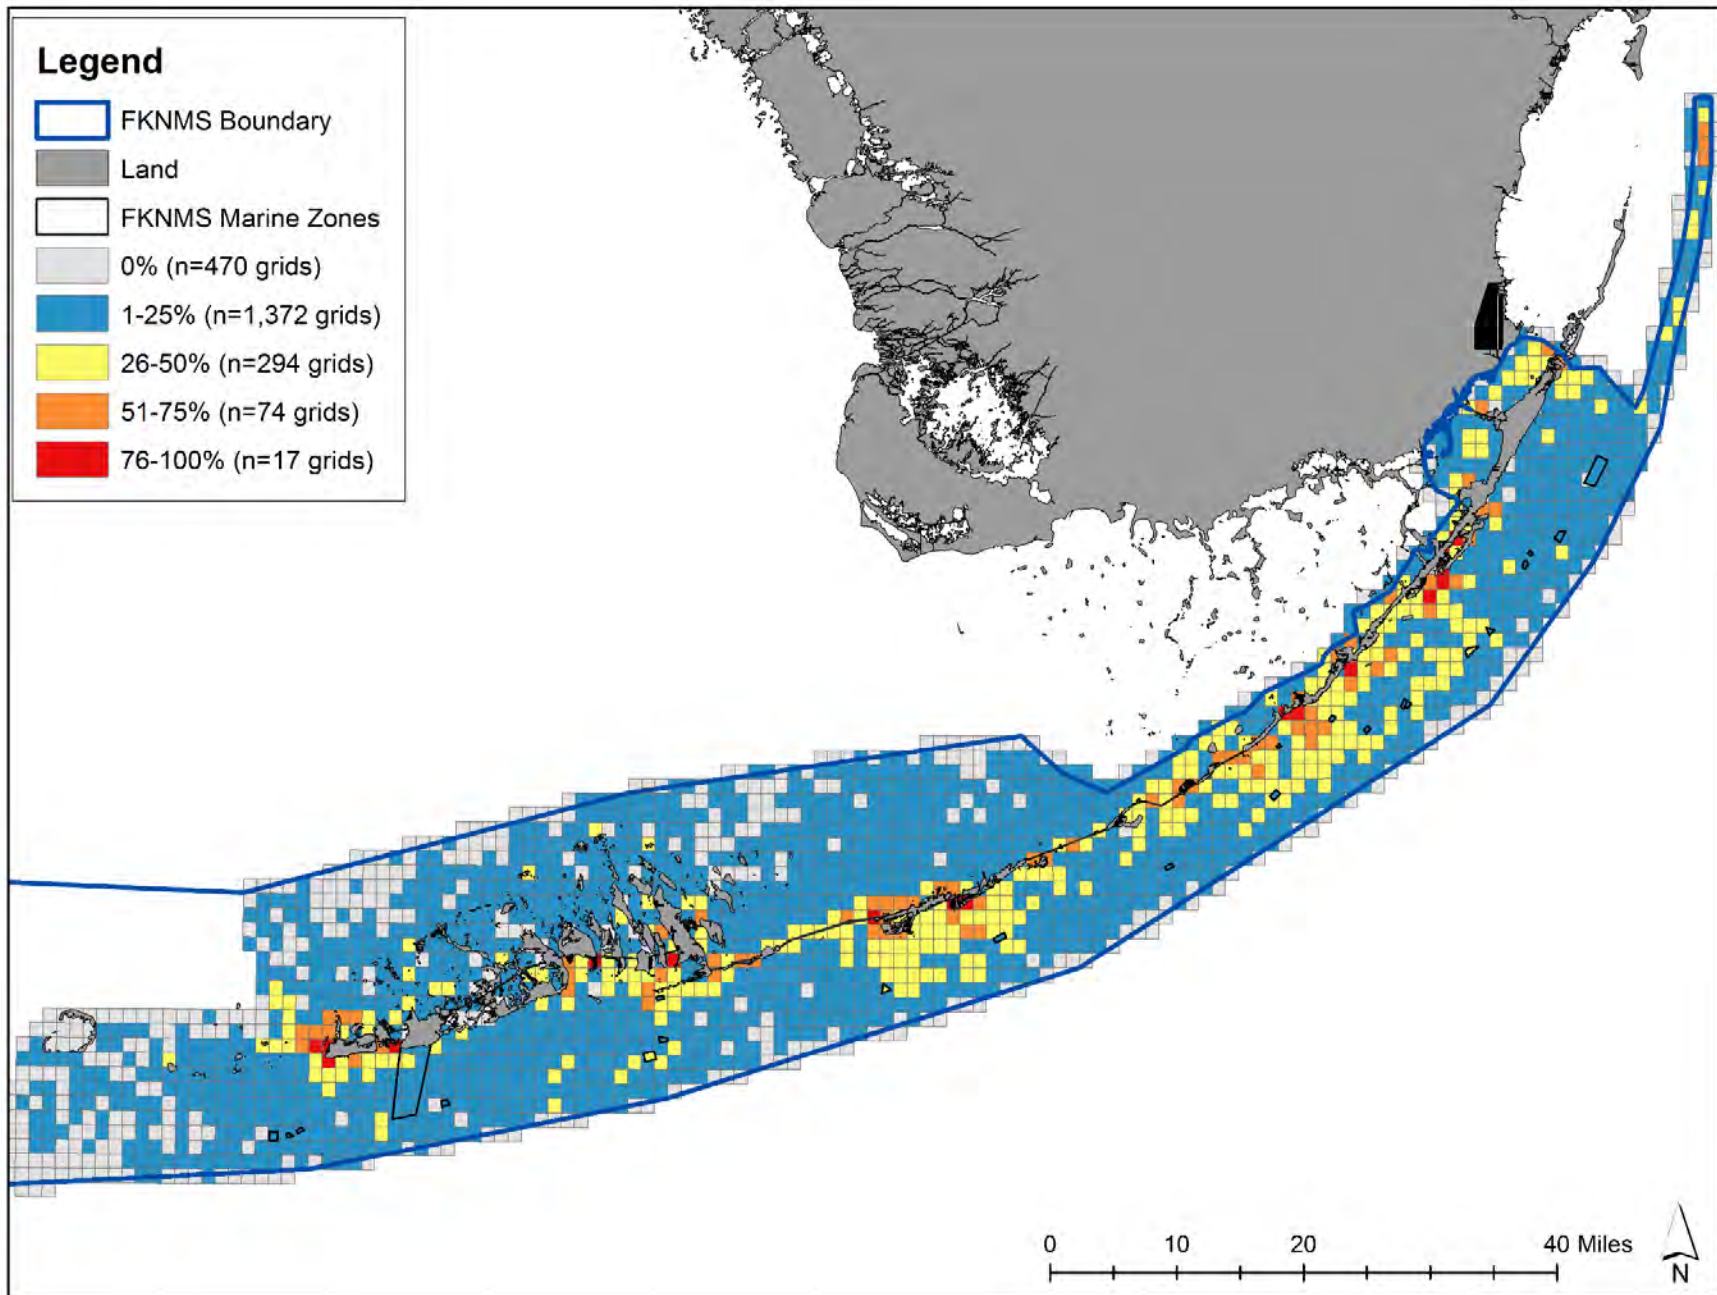 Legend
FKNMS Boundary
Land
FKNMS Marine Zones
0% (n=470 grids)
1-25% (n=1,372 grids)
26-50% (n=294 grids)
51-75% (n=74 grids)
76-100% (n=17 grids)
0 10 20 40 Miles
N